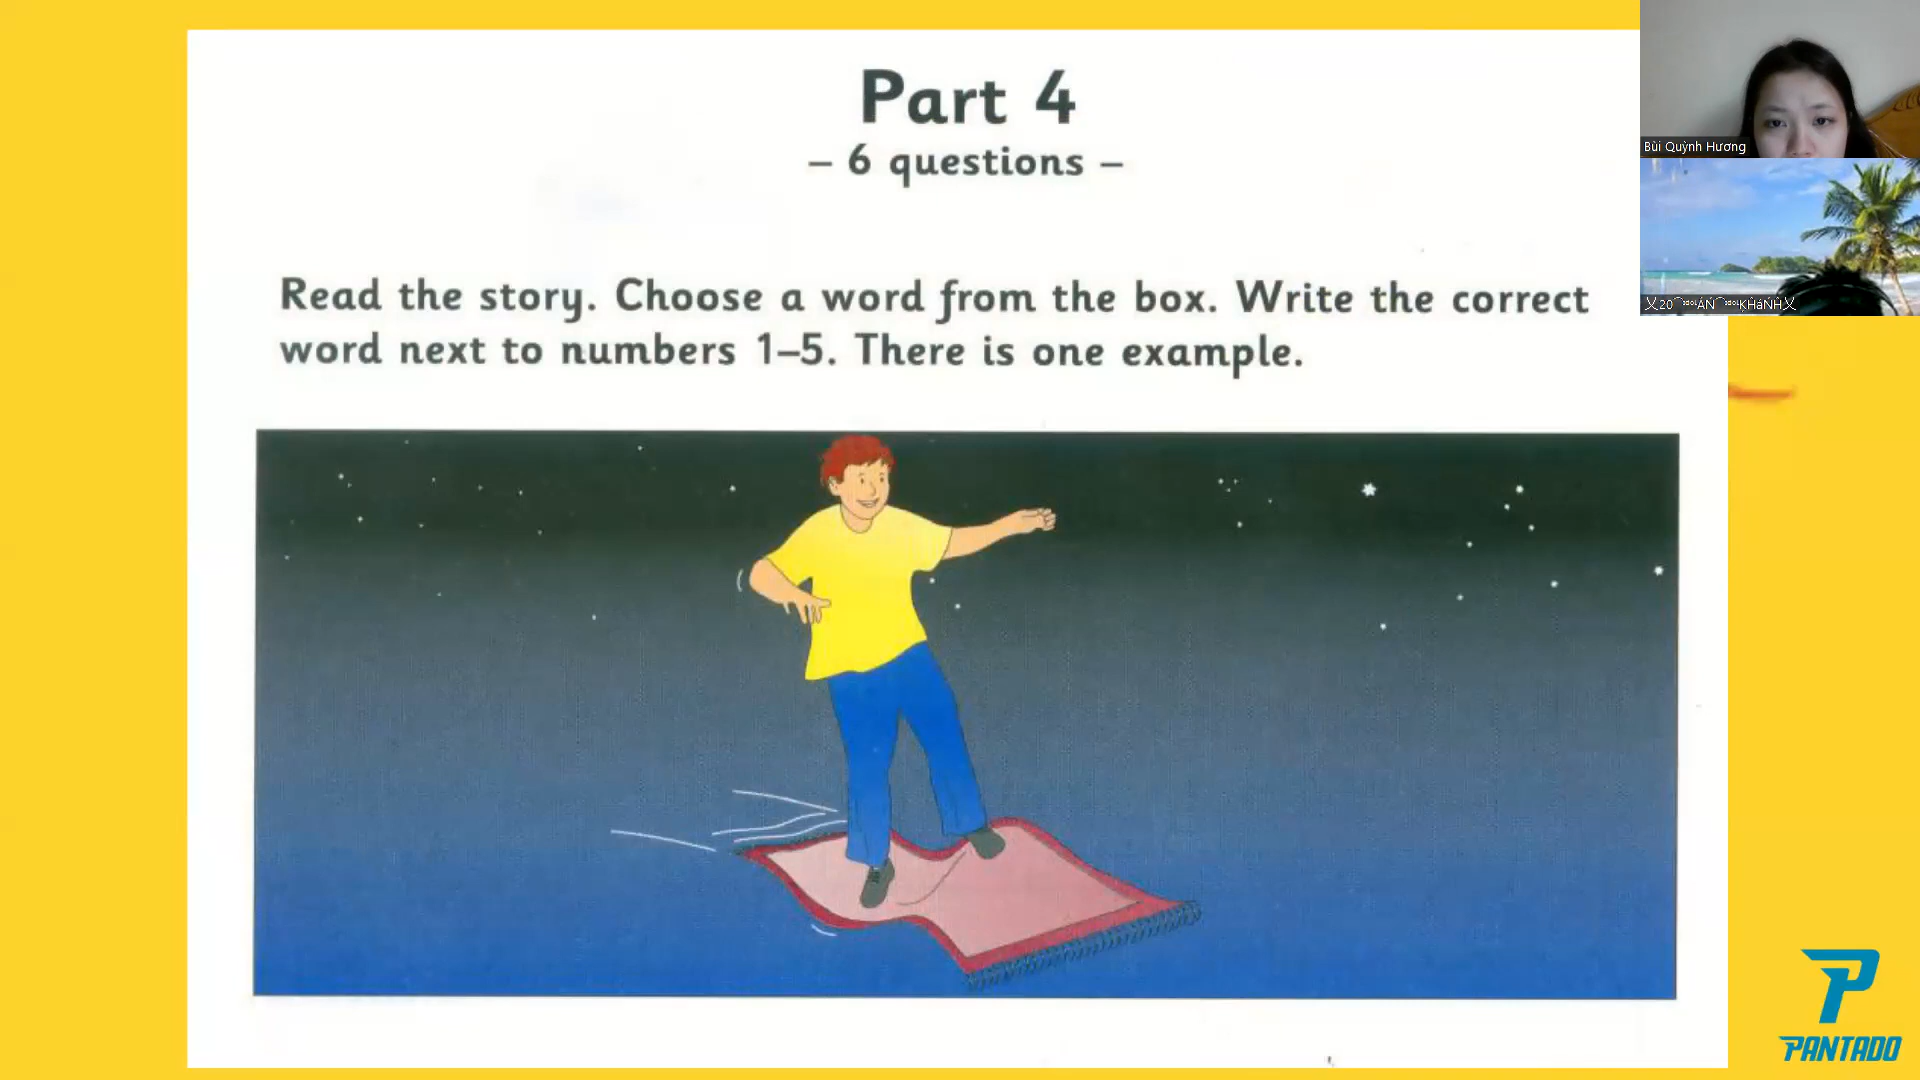 Part 4
– 6 questions –
Read the story. Choose a word from the box. Write the correct
word next to numbers 1–5. There is one example.
Bùi Quỳnh Hương
PANTADO